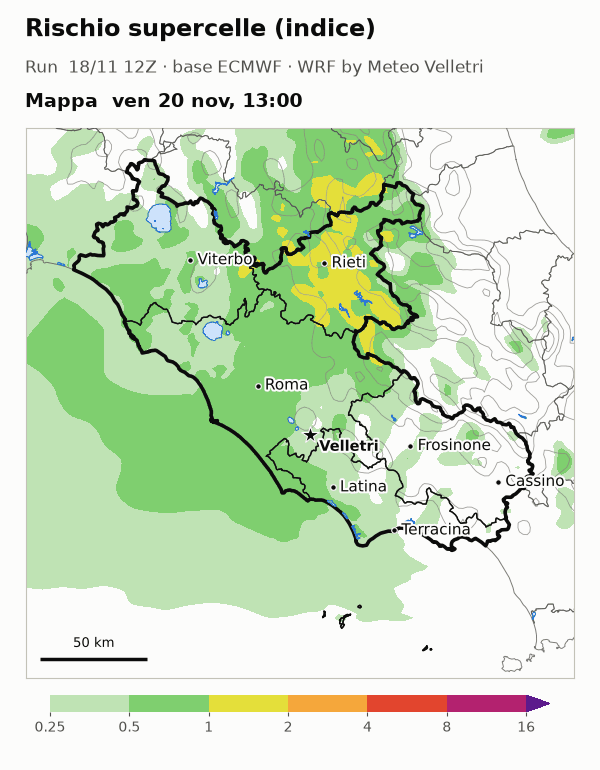 Rischio supercelle (indice)
Run  18/11 12Z · base ECMWF · WRF by Meteo Velletri
Mappa  ven 20 nov, 13:00
Viterbo
Rieti
Roma
Velletri
Frosinone
Latina
Cassino
Terracina
50 km
0.25 0.5 1 2 4 8 16